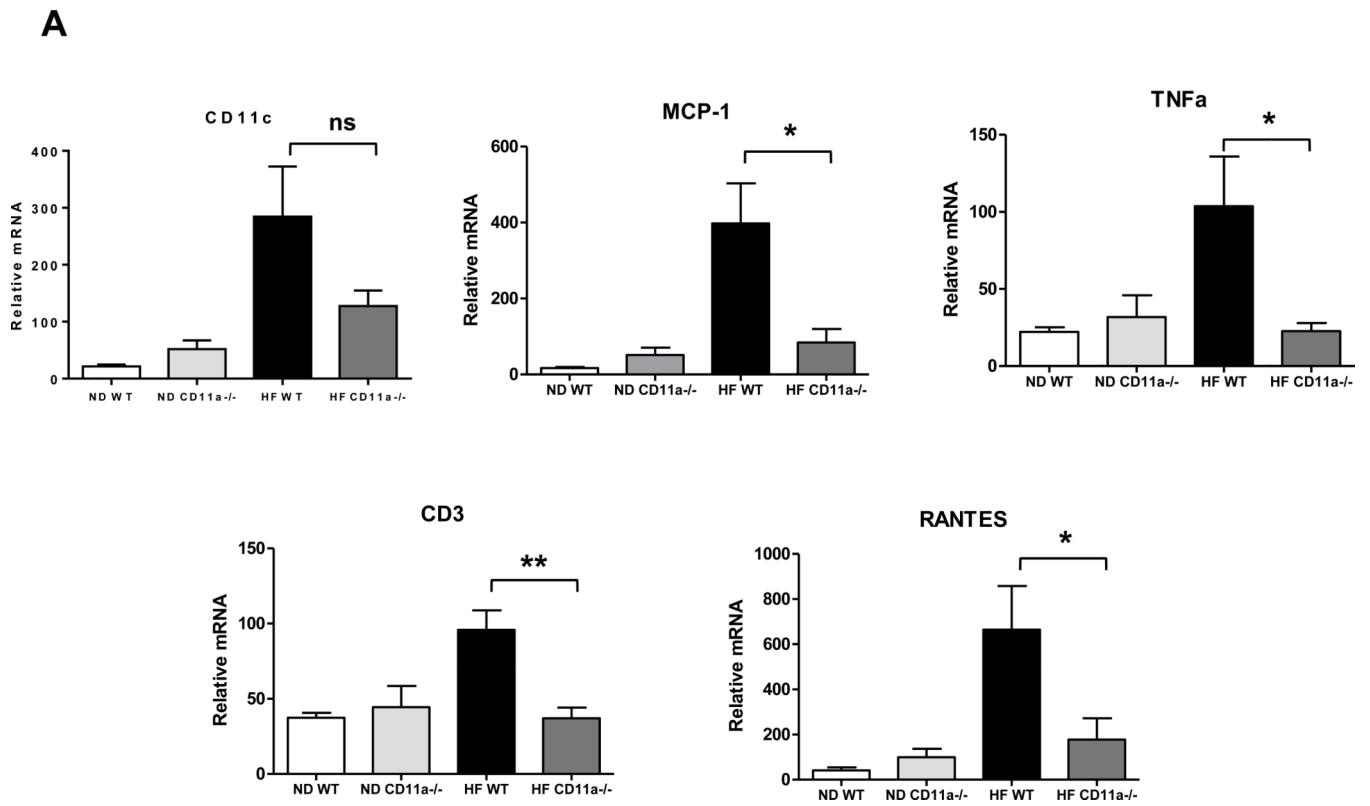 A
CD11c
ns
Relative mRNA
400
300
200
100
0
ND WT ND CD11a-/- HF WT HF CD11a-/-
MCP-1
*
Relative mRNA
600
400
200
0
ND WT ND CD11a-/- HF WT HF CD11a-/-
TNFa
*
Relative mRNA
150
100
50
0
ND WT ND CD11a-/- HF WT HF CD11a-/-
CD3
**
Relative mRNA
150
100
50
0
ND WT ND CD11a-/- HF WT HF CD11a-/-
RANTES
*
Relative mRNA
1000
800
600
400
200
0
ND WT ND CD11a-/- HF WT HF CD11a-/-